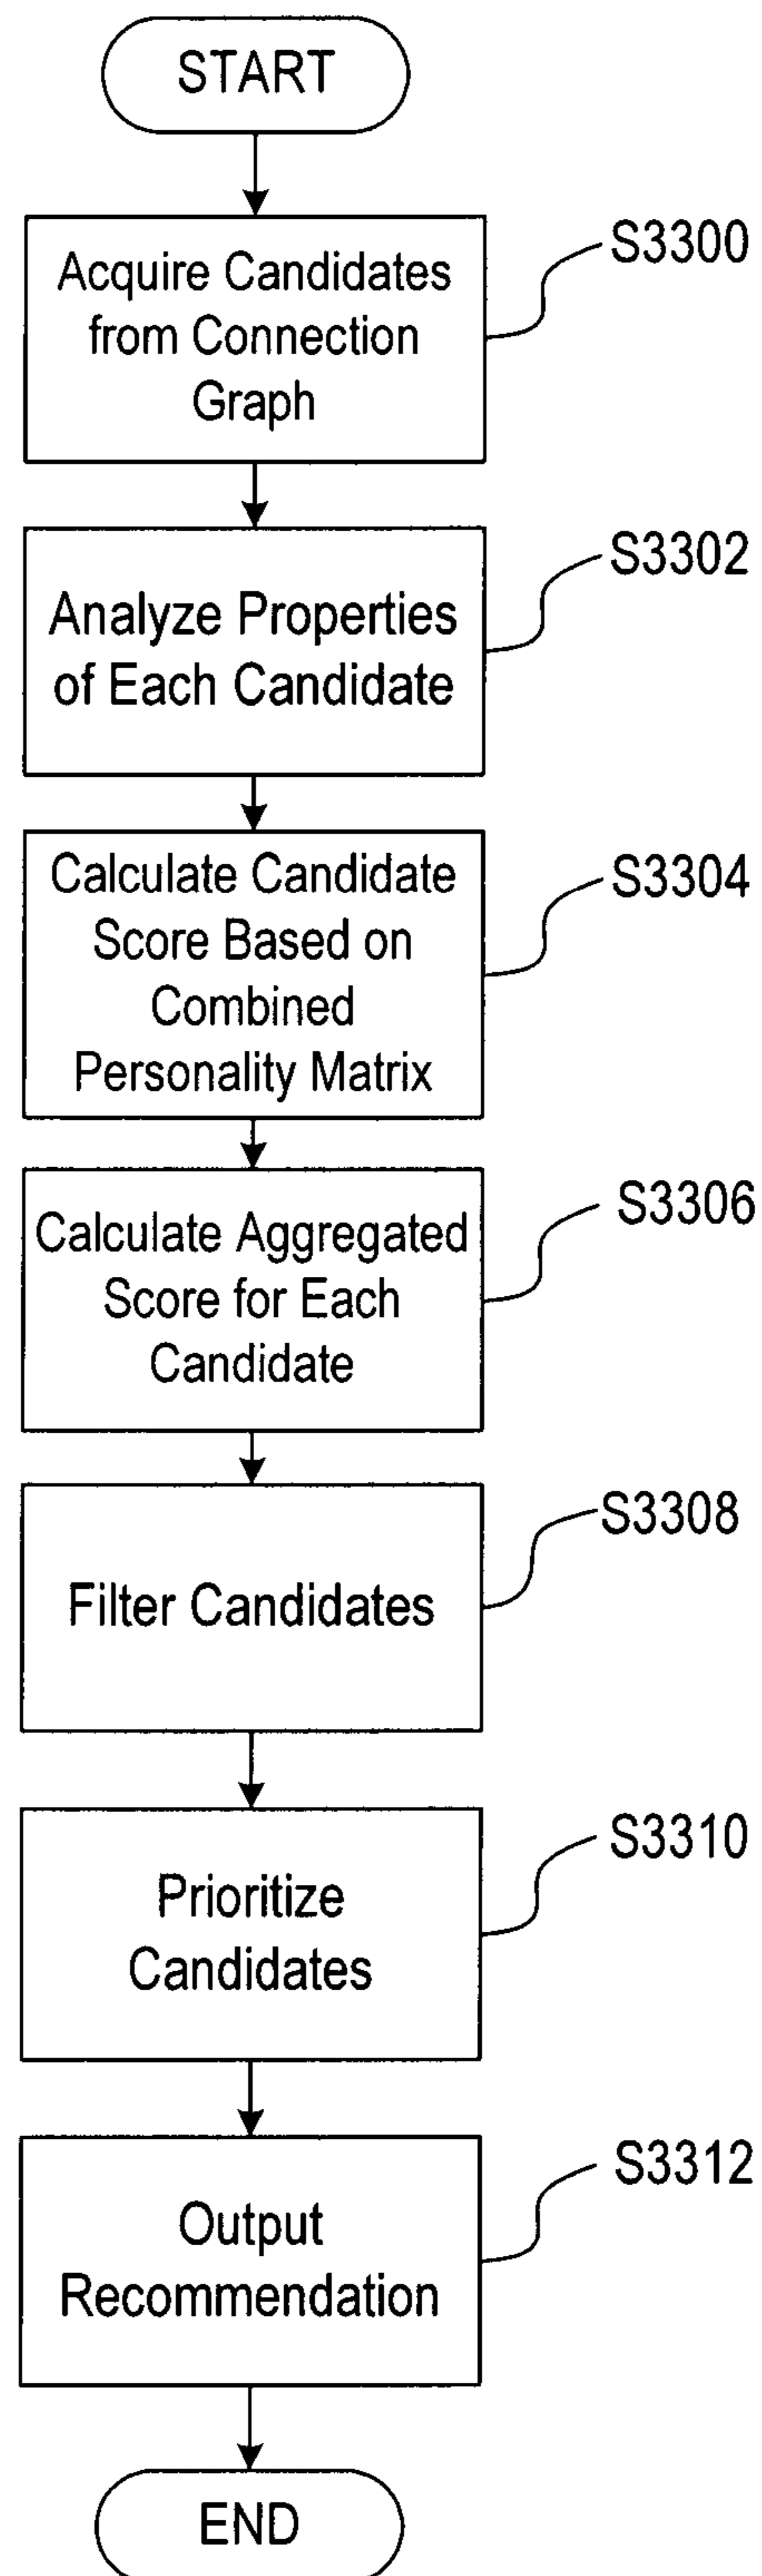 START
Acquire Candidates
from Connection
Graph
S3300
Analyze Properties
of Each Candidate
S3302
Calculate Candidate
Score Based on
Combined
Personality Matrix
S3304
Calculate Aggregated
Score for Each
Candidate
S3306
Filter Candidates
S3308
Prioritize
Candidates
S3310
Output
Recommendation
S3312
END